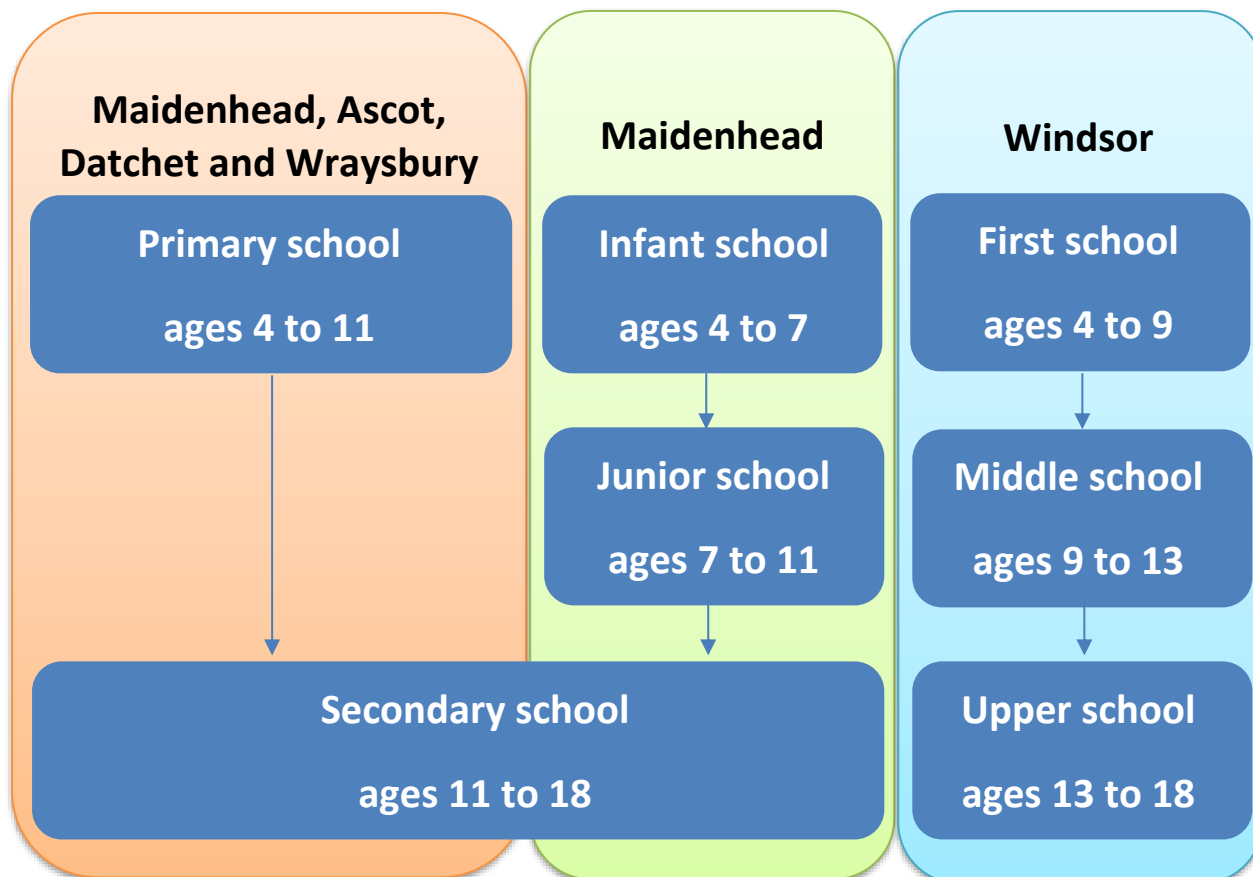 Maidenhead, Ascot,
Datchet and Wraysbury
Primary school
ages 4 to 11
Maidenhead
Infant school
ages 4 to 7
Junior school
ages 7 to 11
Secondary school
ages 11 to 18
Windsor
First school
ages 4 to 9
Middle school
ages 9 to 13
Upper school
ages 13 to 18